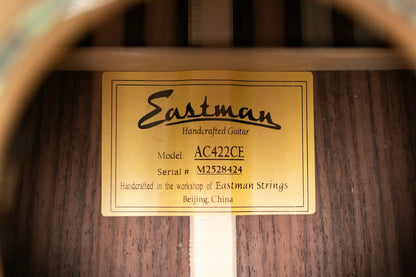 Eastman
Handcrafted Guitar
Model AC422CE
Serial # M2528424
Handcrafted in the workshop of Eastman Strings
Beijing, China